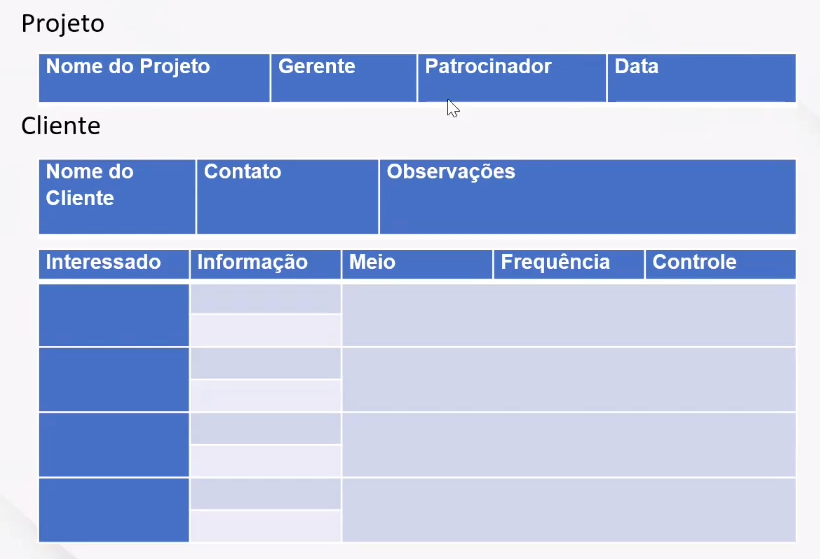 Projeto
Nome do Projeto Gerente Patrocinador Data
Cliente
Nome do Contato Observações
Cliente
Interessado Informação Meio Frequência Controle